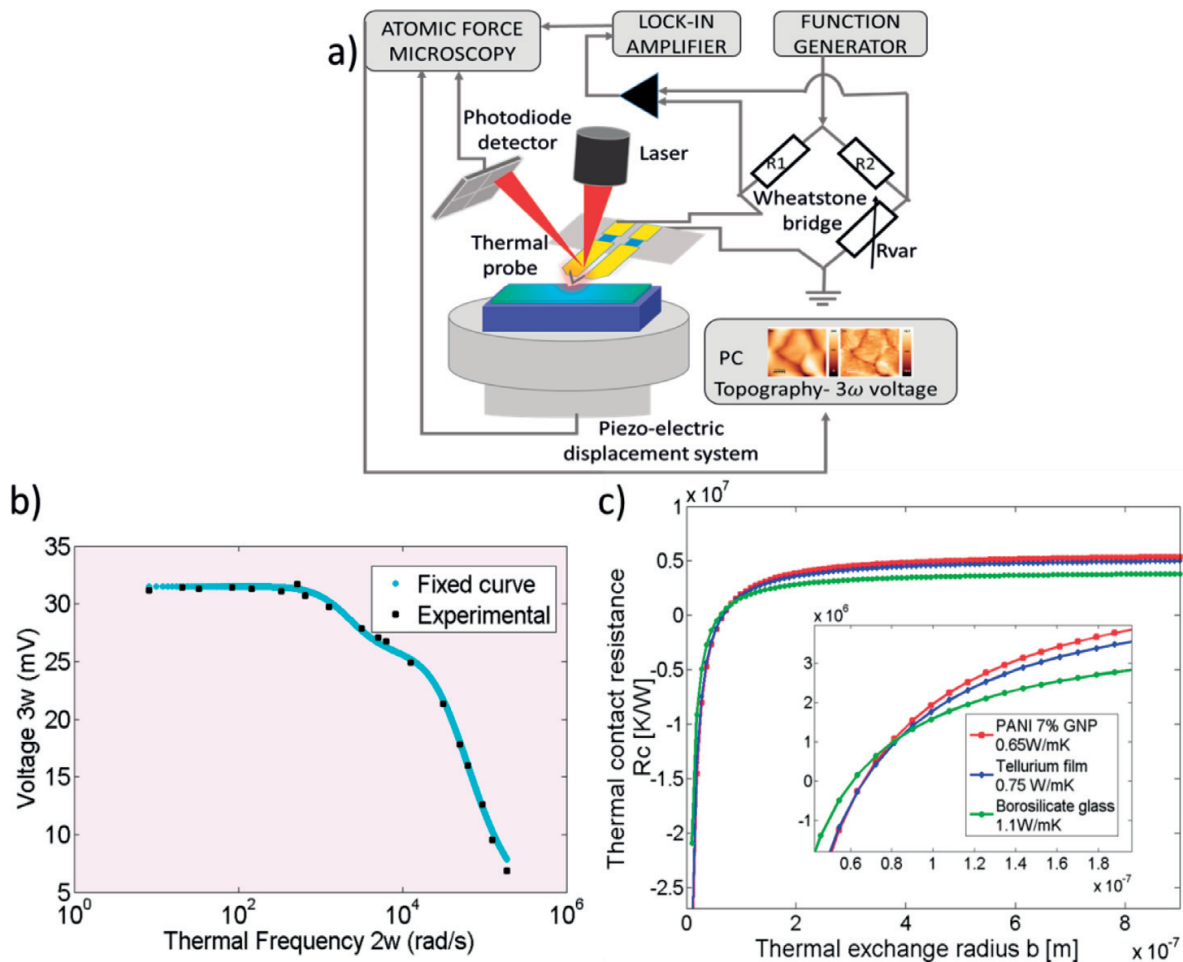 a)
ATOMIC FORCE
MICROSCOPY
LOCK-IN
AMPLIFIER
FUNCTION
GENERATOR
Photodiode
detector
Laser
R1
R2
Wheatstone
bridge
Rvar
Thermal
probe
PC
Topography- 3ω voltage
Piezo-electric
displacement system
b)
35
30
25
20
15
10
5
Voltage 3w (mV)
Fixed curve
Experimental
10^0
10^2
10^4
10^6
Thermal Frequency 2w (rad/s)
c)
x 10^7
1
0.5
0
-0.5
-1
-1.5
-2
-2.5
Thermal contact resistance
Rc [K/W]
x 10^6
3
2
1
0
-1
PANI 7% GNP
0.65W/mK
Tellurium film
0.75 W/mK
Borosilicate glass
1.1W/mK
0.6
0.8
1
1.2
1.4
1.6
1.8
x 10^-7
0
2
4
6
8
Thermal exchange radius b [m]
x 10^-7